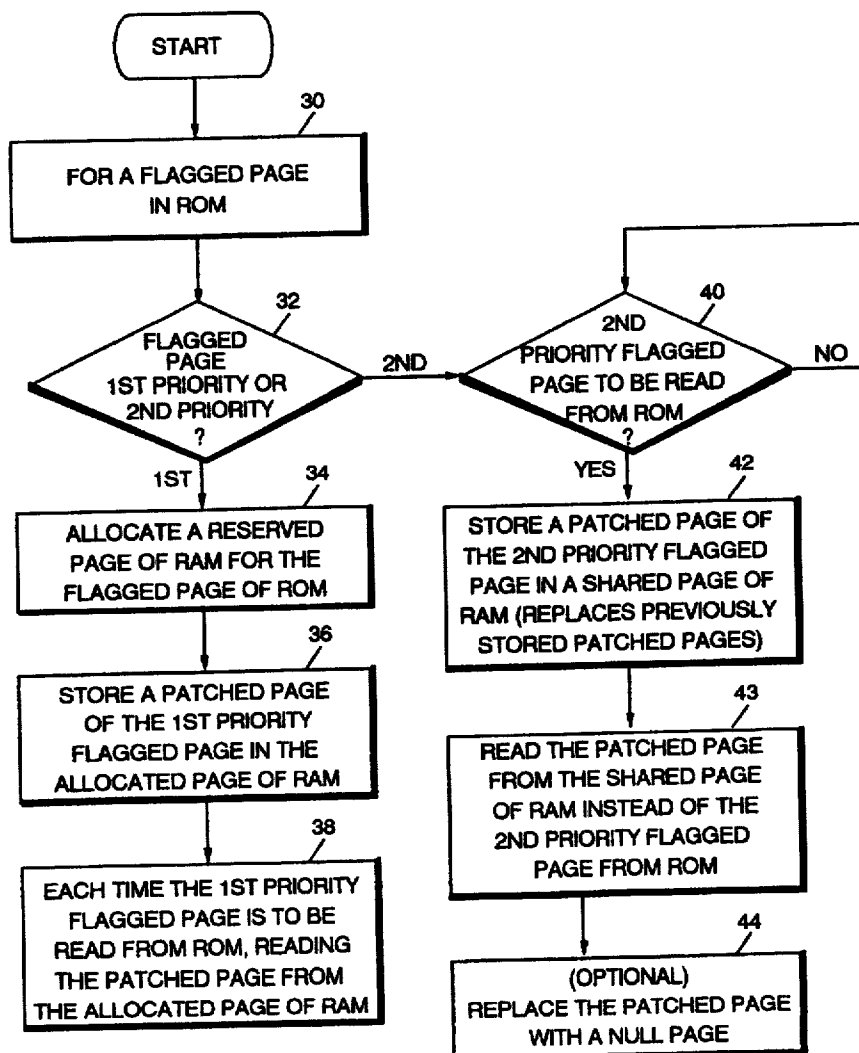 START
30
FOR A FLAGGED PAGE
IN ROM
32
FLAGGED
PAGE
1ST PRIORITY OR
2ND PRIORITY
?
2ND
1ST
34
ALLOCATE A RESERVED
PAGE OF RAM FOR THE
FLAGGED PAGE OF ROM
36
STORE A PATCHED PAGE
OF THE 1ST PRIORITY
FLAGGED PAGE IN THE
ALLOCATED PAGE OF RAM
38
EACH TIME THE 1ST PRIORITY
FLAGGED PAGE IS TO BE
READ FROM ROM, READING
THE PATCHED PAGE FROM
THE ALLOCATED PAGE OF RAM
40
2ND
PRIORITY FLAGGED
PAGE TO BE READ
FROM ROM
?
NO
YES
42
STORE A PATCHED PAGE OF
THE 2ND PRIORITY FLAGGED
PAGE IN A SHARED PAGE OF
RAM (REPLACES PREVIOUSLY
STORED PATCHED PAGES)
43
READ THE PATCHED PAGE
FROM THE SHARED PAGE
OF RAM INSTEAD OF THE
2ND PRIORITY FLAGGED
PAGE FROM ROM
44
(OPTIONAL)
REPLACE THE PATCHED PAGE
WITH A NULL PAGE